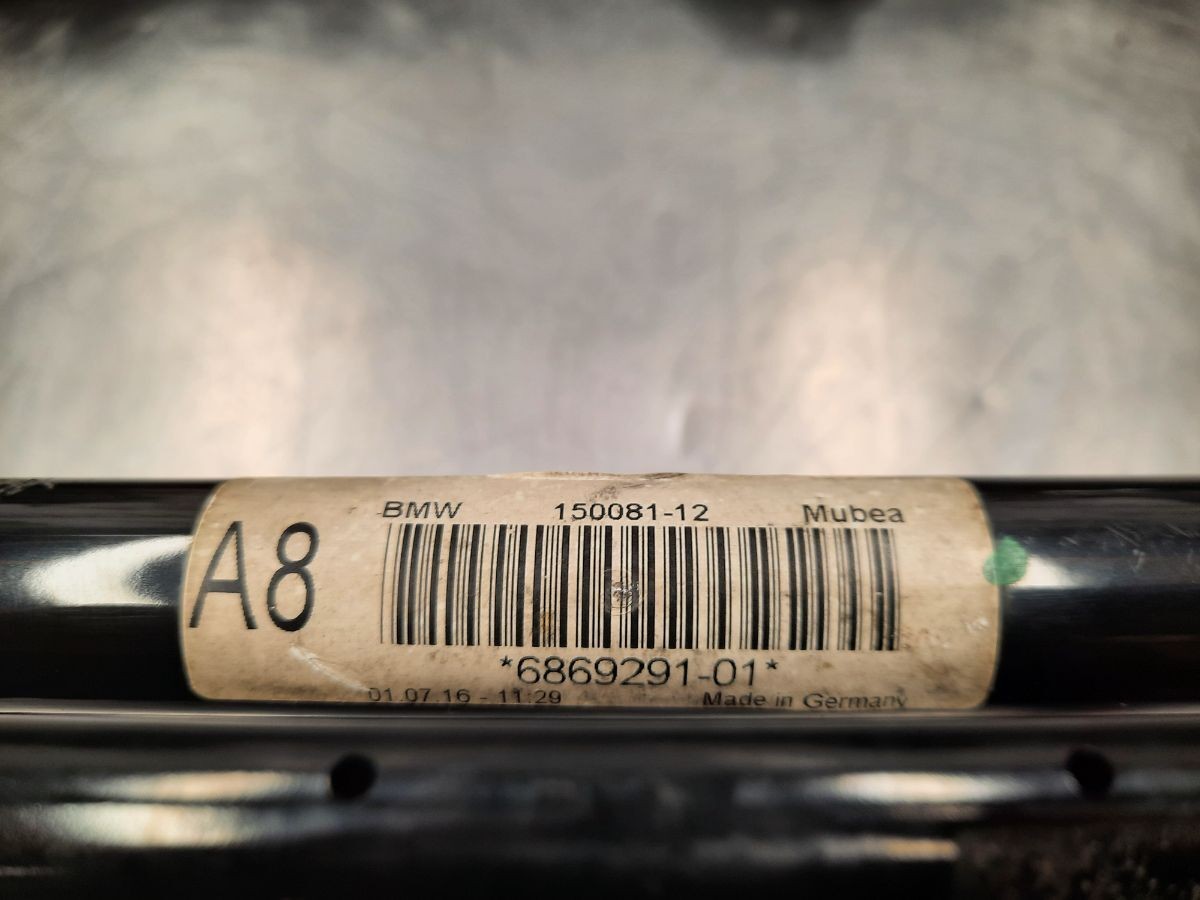 A8
BMW 150081-12 Mubea
*6869291-01*
01.07.16 - 11:29 Made in Germany